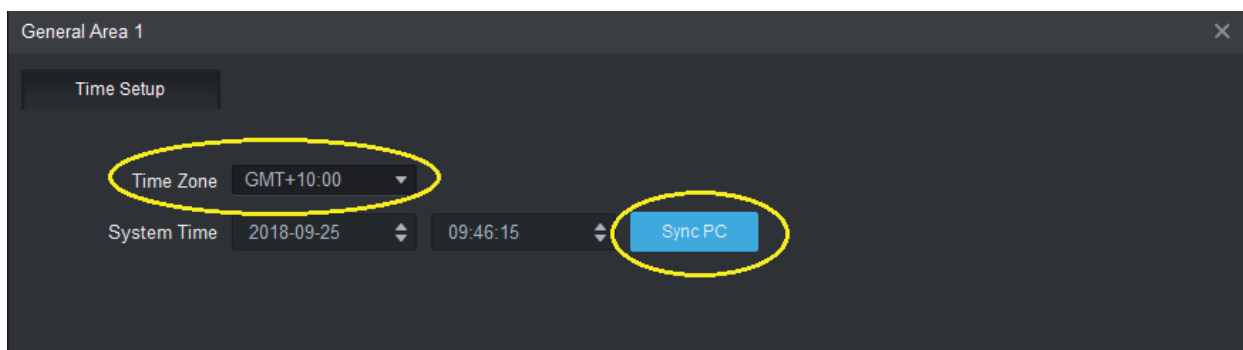 General Area 1
Time Setup
Time Zone GMT+10:00
System Time 2018-09-25 09:46:15 Sync PC